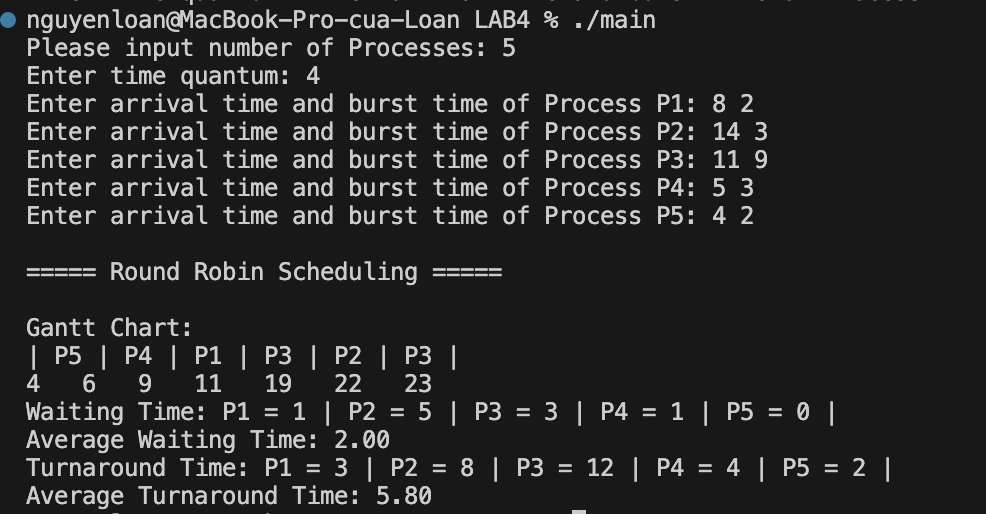 nguyenloan@MacBook-Pro-cua-Loan LAB4 % ./main
Please input number of Processes: 5
Enter time quantum: 4
Enter arrival time and burst time of Process P1: 8 2
Enter arrival time and burst time of Process P2: 14 3
Enter arrival time and burst time of Process P3: 11 9
Enter arrival time and burst time of Process P4: 5 3
Enter arrival time and burst time of Process P5: 4 2

===== Round Robin Scheduling =====

Gantt Chart:
| P5 | P4 | P1 | P3 | P2 | P3 |
4   6   9   11   19   22   23
Waiting Time: P1 = 1 | P2 = 5 | P3 = 3 | P4 = 1 | P5 = 0 |
Average Waiting Time: 2.00
Turnaround Time: P1 = 3 | P2 = 8 | P3 = 12 | P4 = 4 | P5 = 2 |
Average Turnaround Time: 5.80